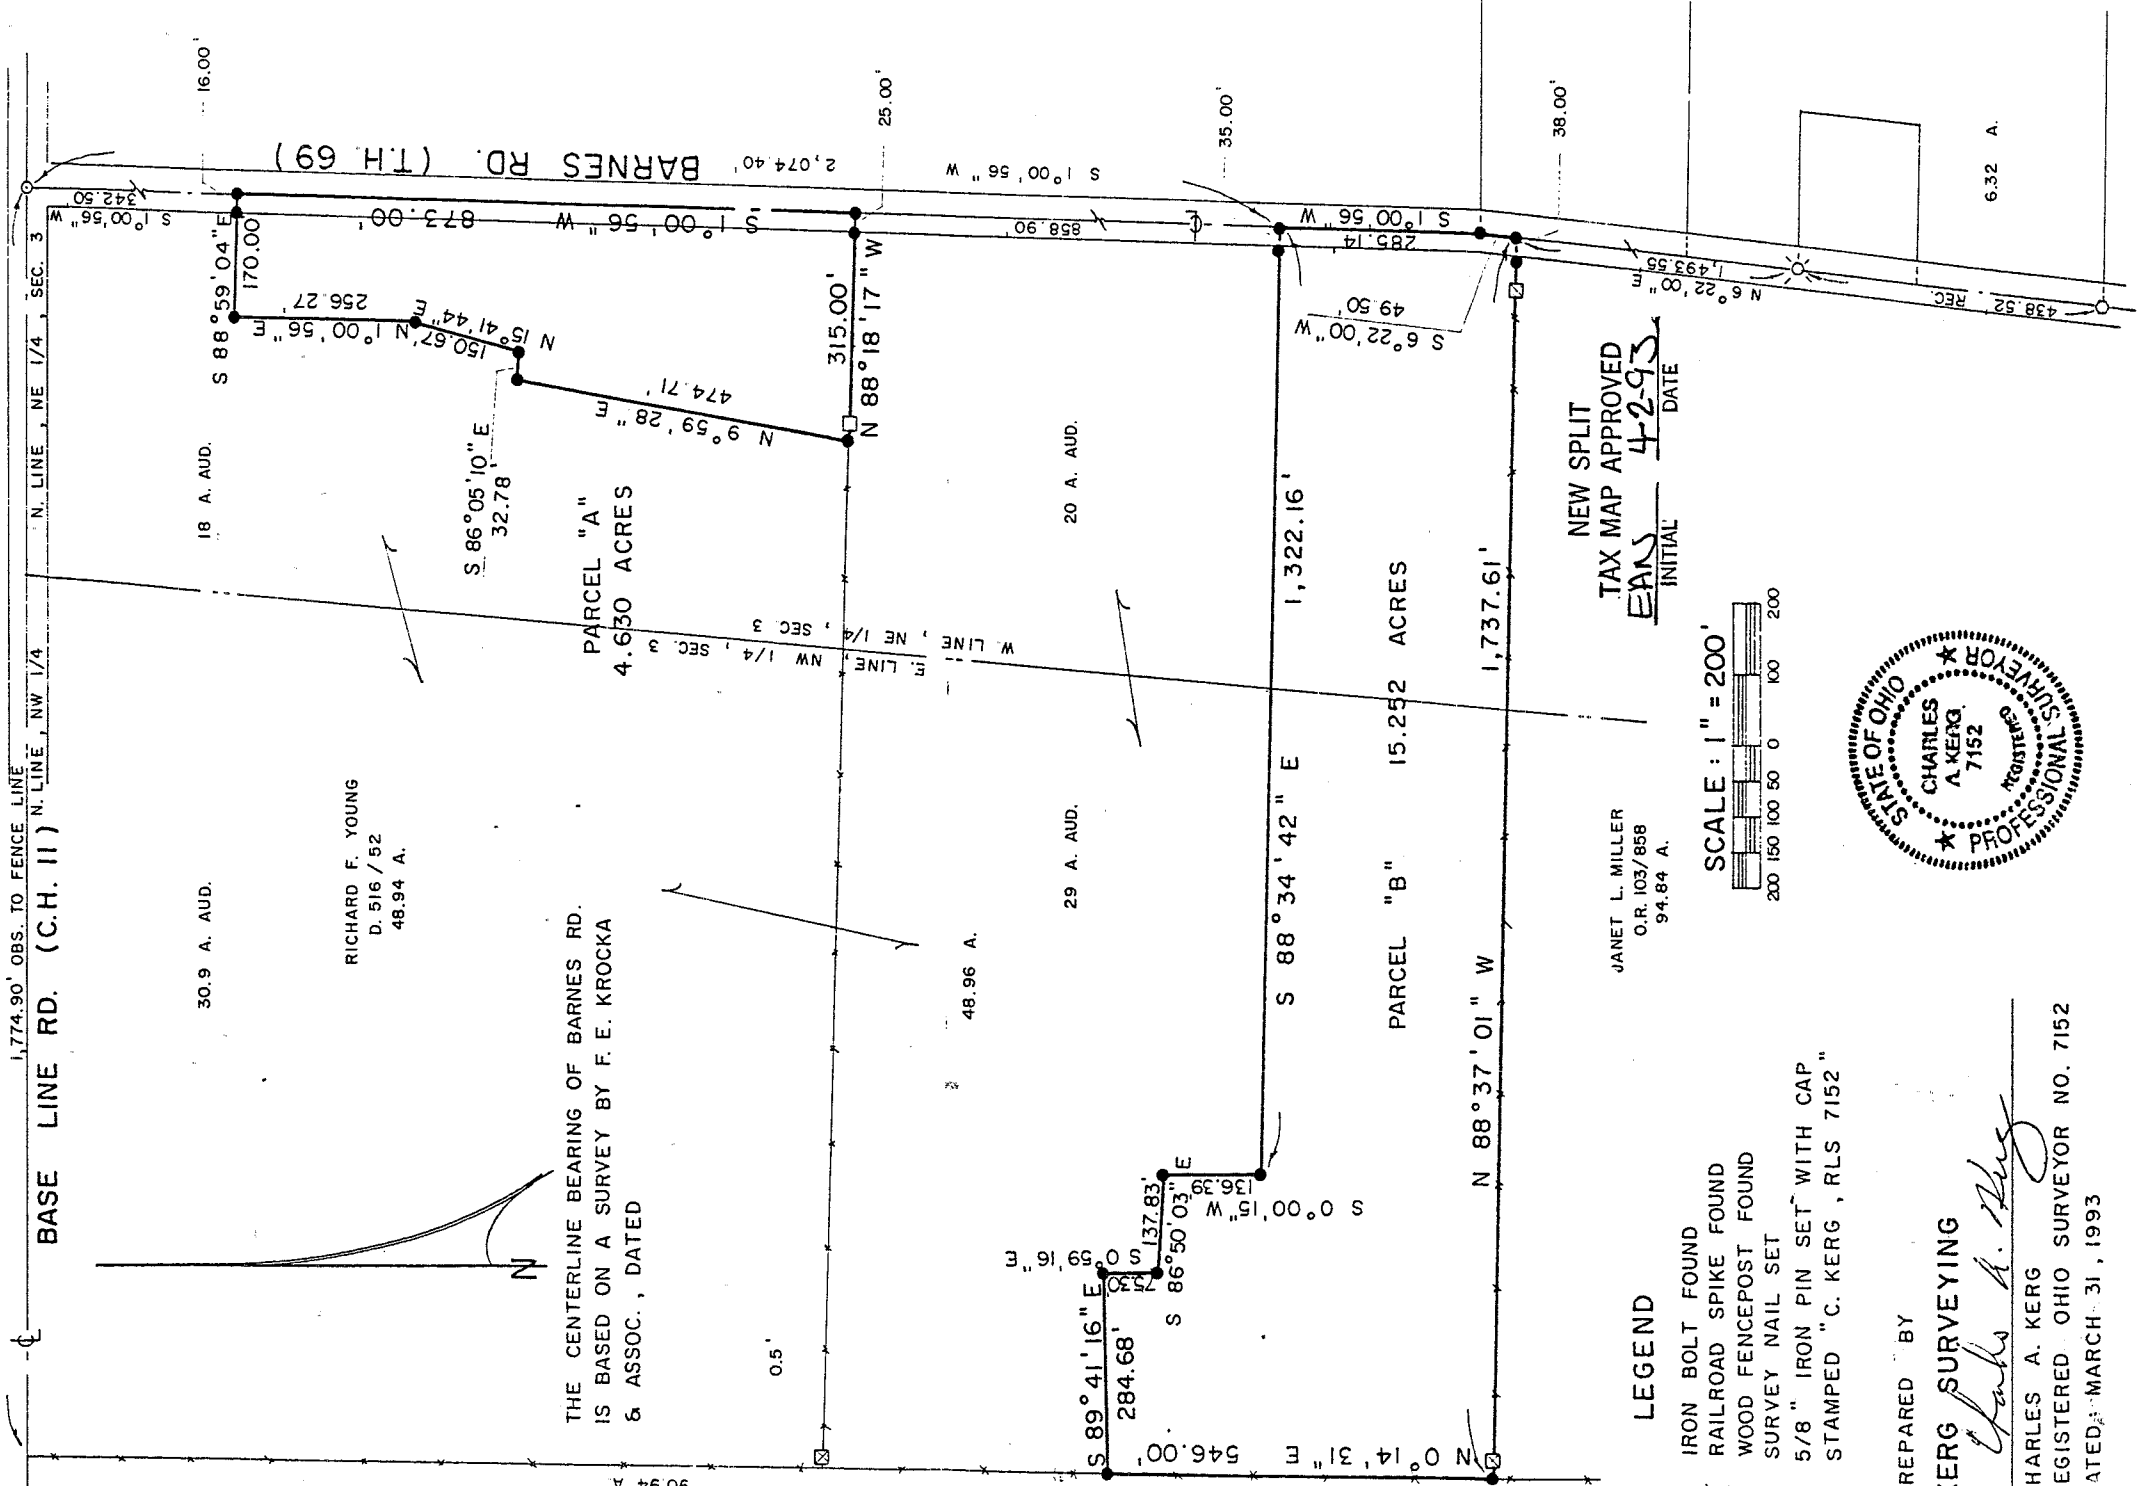 1,774.90' OBS. TO FENCE LINE
BASE LINE RD. (C.H. 11)
N. LINE, NW 1/4
N. LINE, NE 1/4, SEC. 3
16.00'
BARNES RD. (T.H. 69)
2,074.40'
S 1°00'56" W
25.00'
35.00'
38.00'
S 1°00'56" W
342.50'
S 88°59'04" E
170.00'
S 1°00'56" W 873.00'
N 1°00'56" E
256.27'
N 15°41'44" E
150.67'
S 86°05'10" E
32.78'
N 9°59'28" E
474.71'
315.00'
N 88°18'17" W
858.90'
S 1°00'56" W
285.14'
S 6°22'00" W
49.50'
N 6°22'00" E
1,493.55'
REC.
438.52'
6.32 A.
18 A. AUD.
PARCEL "A"
4.630 ACRES
W. LINE, NE 1/4, SEC. 3
E. LINE, NW 1/4, SEC. 3
20 A. AUD.
30.9 A. AUD.
RICHARD F. YOUNG
D. 516/52
48.94 A.
29 A. AUD.
48.96 A.
N
THE CENTERLINE BEARING OF BARNES RD.
IS BASED ON A SURVEY BY F. E. KROCKA
& ASSOC., DATED
0.5'
90.94 A.
1,322.16'
S 88°34'42" E
PARCEL "B" 15.252 ACRES
1,737.61'
N 88°37'01" W
S 0°00'15" W
136.39'
137.83'
S 86°50'03" E
S 0°59'16" E
75.30'
S 89°41'16" E
284.68'
N 0°14'31" E
546.00'
NEW SPLIT
TAX MAP APPROVED
EAN 4-2-93
INITIAL DATE
JANET L. MILLER
O.R. 103/858
94.84 A.
SCALE: 1" = 200'
200 150 100 50 0 100 200
STATE OF OHIO
CHARLES
A. KERG
7152
REGISTERED
PROFESSIONAL SURVEYOR
LEGEND
IRON BOLT FOUND
RAILROAD SPIKE FOUND
WOOD FENCEPOST FOUND
SURVEY NAIL SET
5/8" IRON PIN SET WITH CAP
STAMPED "C. KERG, RLS 7152"
REPARED BY
KERG SURVEYING
Charles A. Kerg
HARLES A. KERG
EGISTERED OHIO SURVEYOR NO. 7152
ATED: MARCH 31, 1993